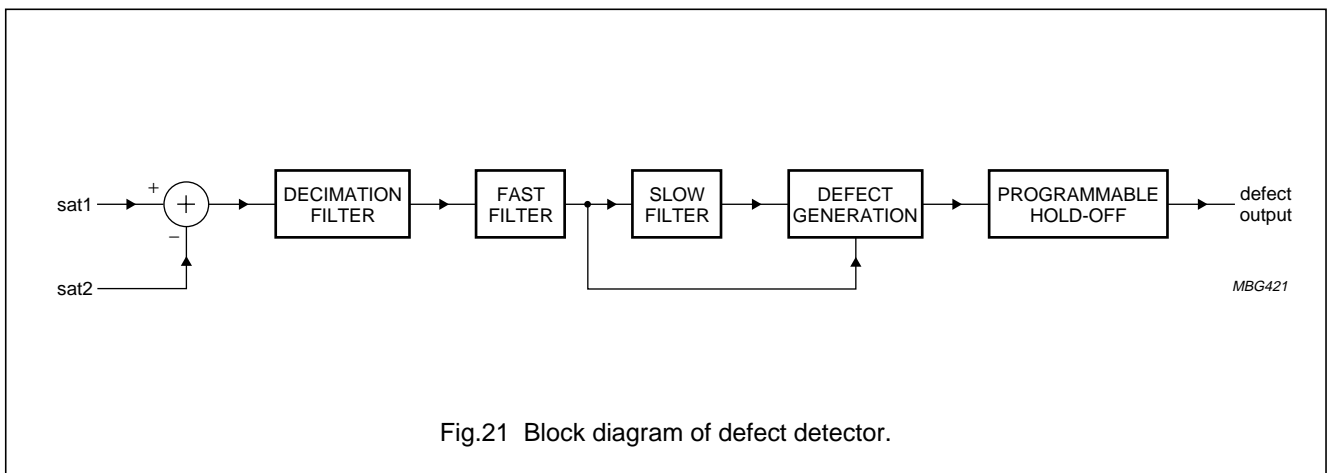 sat1
+
+
−
sat2
DECIMATION
FILTER
FAST
FILTER
SLOW
FILTER
DEFECT
GENERATION
PROGRAMMABLE
HOLD-OFF
defect
output
MBG421
Fig.21 Block diagram of defect detector.